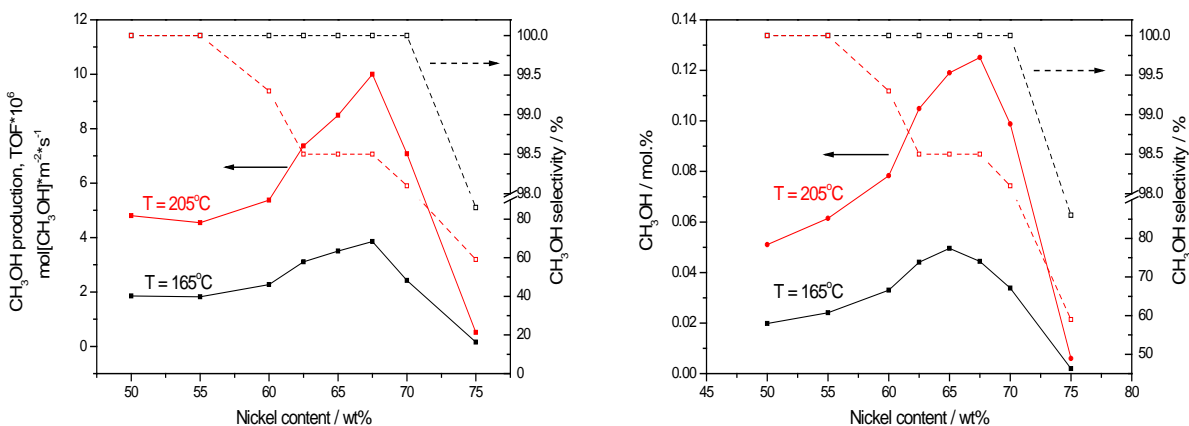 12
10
8
6
4
2
0
CH3OH production, TOF*10^6
mol[CH3OH]*m^-2*s^-1
T = 205°C
T = 165°C
100.0
99.5
99.0
98.5
98.0
80
60
40
20
0
CH3OH selectivity / %
50 55 60 65 70 75
Nickel content / wt%
0.14
0.12
0.10
0.08
0.06
0.04
0.02
0.00
CH3OH / mol.%
T = 205°C
T = 165°C
100.0
99.5
99.0
98.5
98.0
80
70
60
50
CH3OH selectivity / %
45 50 55 60 65 70 75 80
Nickel content / wt%